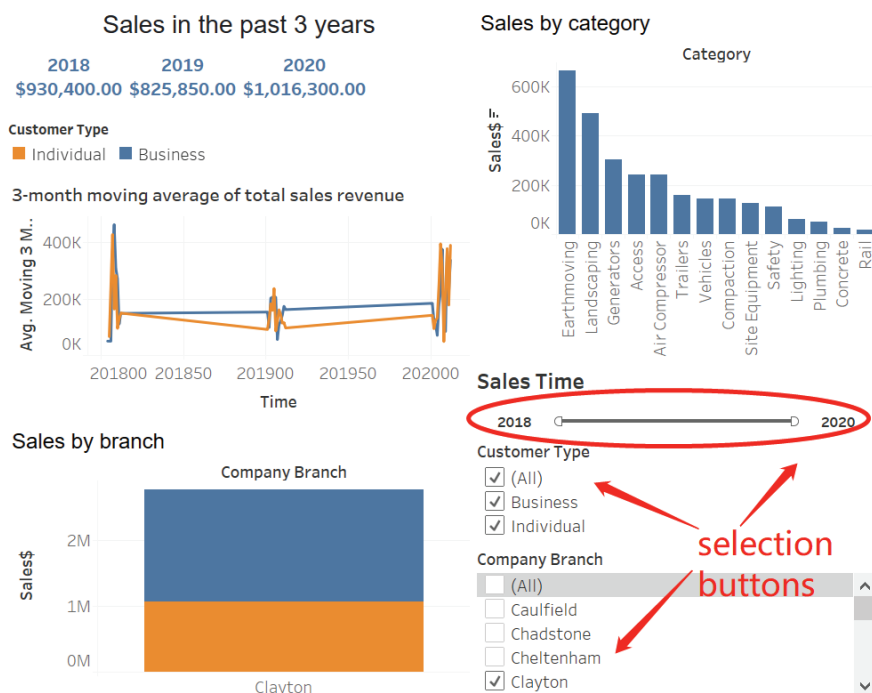 Sales in the past 3 years
2018 2019 2020
$930,400.00 $825,850.00 $1,016,300.00
Customer Type
Individual Business
3-month moving average of total sales revenue
Avg. Moving 3 M..
400K
200K
0K
201800 201850 201900 201950 202000
Time
Sales by branch
Company Branch
Sales$
2M
1M
0M
Clayton
Sales by category
Category
Sales$
600K
400K
200K
0K
Earthmoving
Landscaping
Generators
Access
Air Compressor
Trailers
Vehicles
Compaction
Site Equipment
Safety
Lighting
Plumbing
Concrete
Rail
Sales Time
2018 2020
Customer Type
(All)
Business
Individual
selection
buttons
Company Branch
(All)
Caulfield
Chadstone
Cheltenham
Clayton